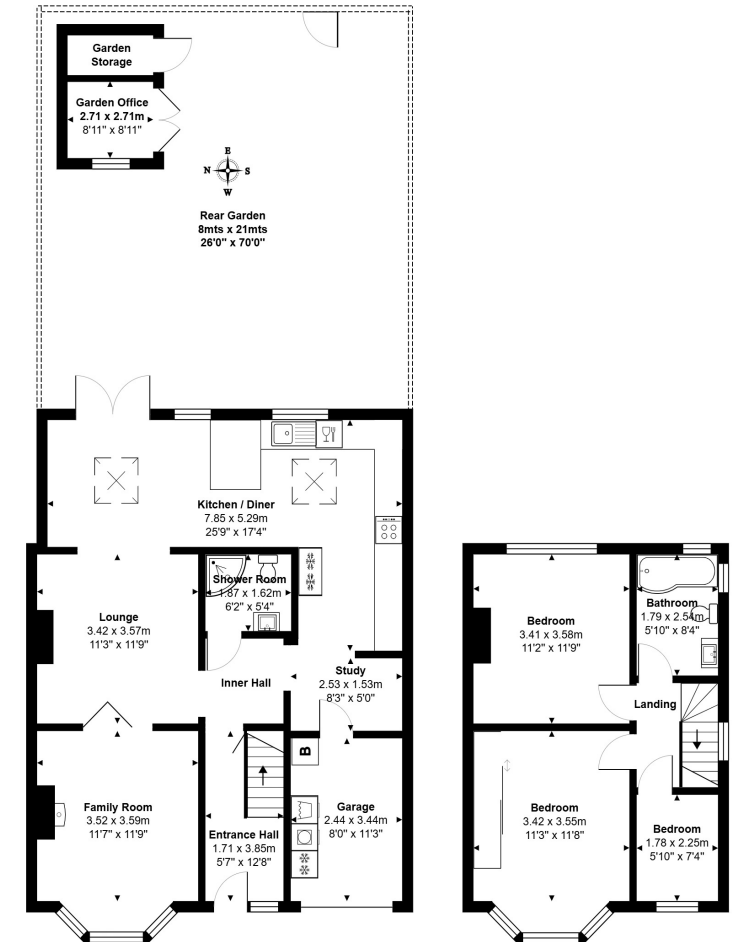 Garden
Storage
Garden Office
2.71 x 2.71m
8'11" x 8'11"
E
N S
W
Rear Garden
8mts x 21mts
26'0" x 70'0"
Kitchen / Diner
7.85 x 5.29m
25'9" x 17'4"
Shower Room
1.87 x 1.62m
6'2" x 5'4"
Lounge
3.42 x 3.57m
11'3" x 11'9"
Inner Hall
Study
2.53 x 1.53m
8'3" x 5'0"
B
Family Room
3.52 x 3.59m
11'7" x 11'9"
Entrance Hall
1.71 x 3.85m
5'7" x 12'8"
Garage
2.44 x 3.44m
8'0" x 11'3"
Bedroom
3.41 x 3.58m
11'2" x 11'9"
Bathroom
1.79 x 2.54m
5'10" x 8'4"
Landing
Bedroom
3.42 x 3.55m
11'3" x 11'8"
Bedroom
1.78 x 2.25m
5'10" x 7'4"